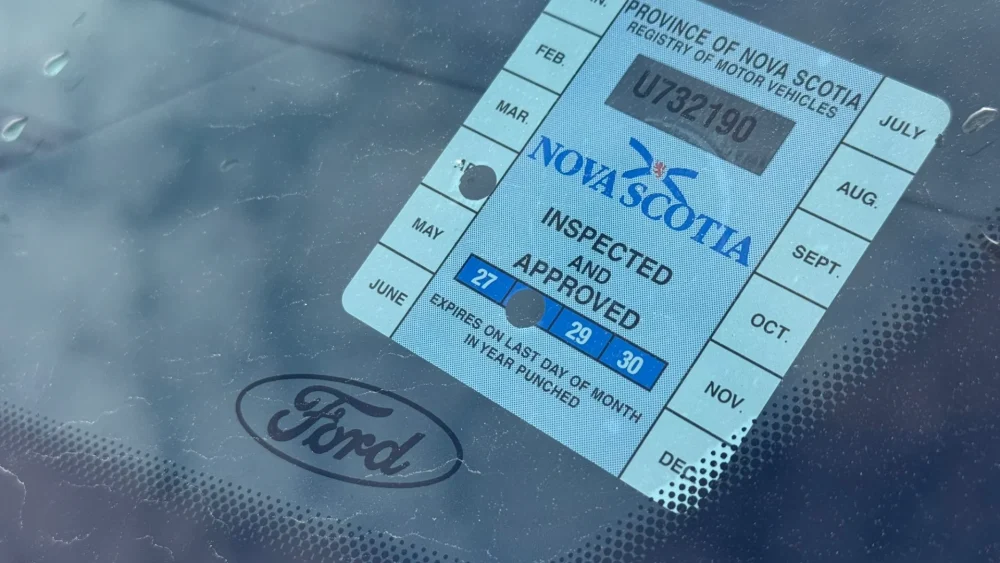 PROVINCE OF NOVA SCOTIA
REGISTRY OF MOTOR VEHICLES
U732190
NOVA SCOTIA
INSPECTED
AND
APPROVED
27 29 30
EXPIRES ON LAST DAY OF MONTH
IN YEAR PUNCHED
FEB.
MAR.
MAY
JUNE
JULY
AUG.
SEPT.
OCT.
NOV.
DEC
Ford